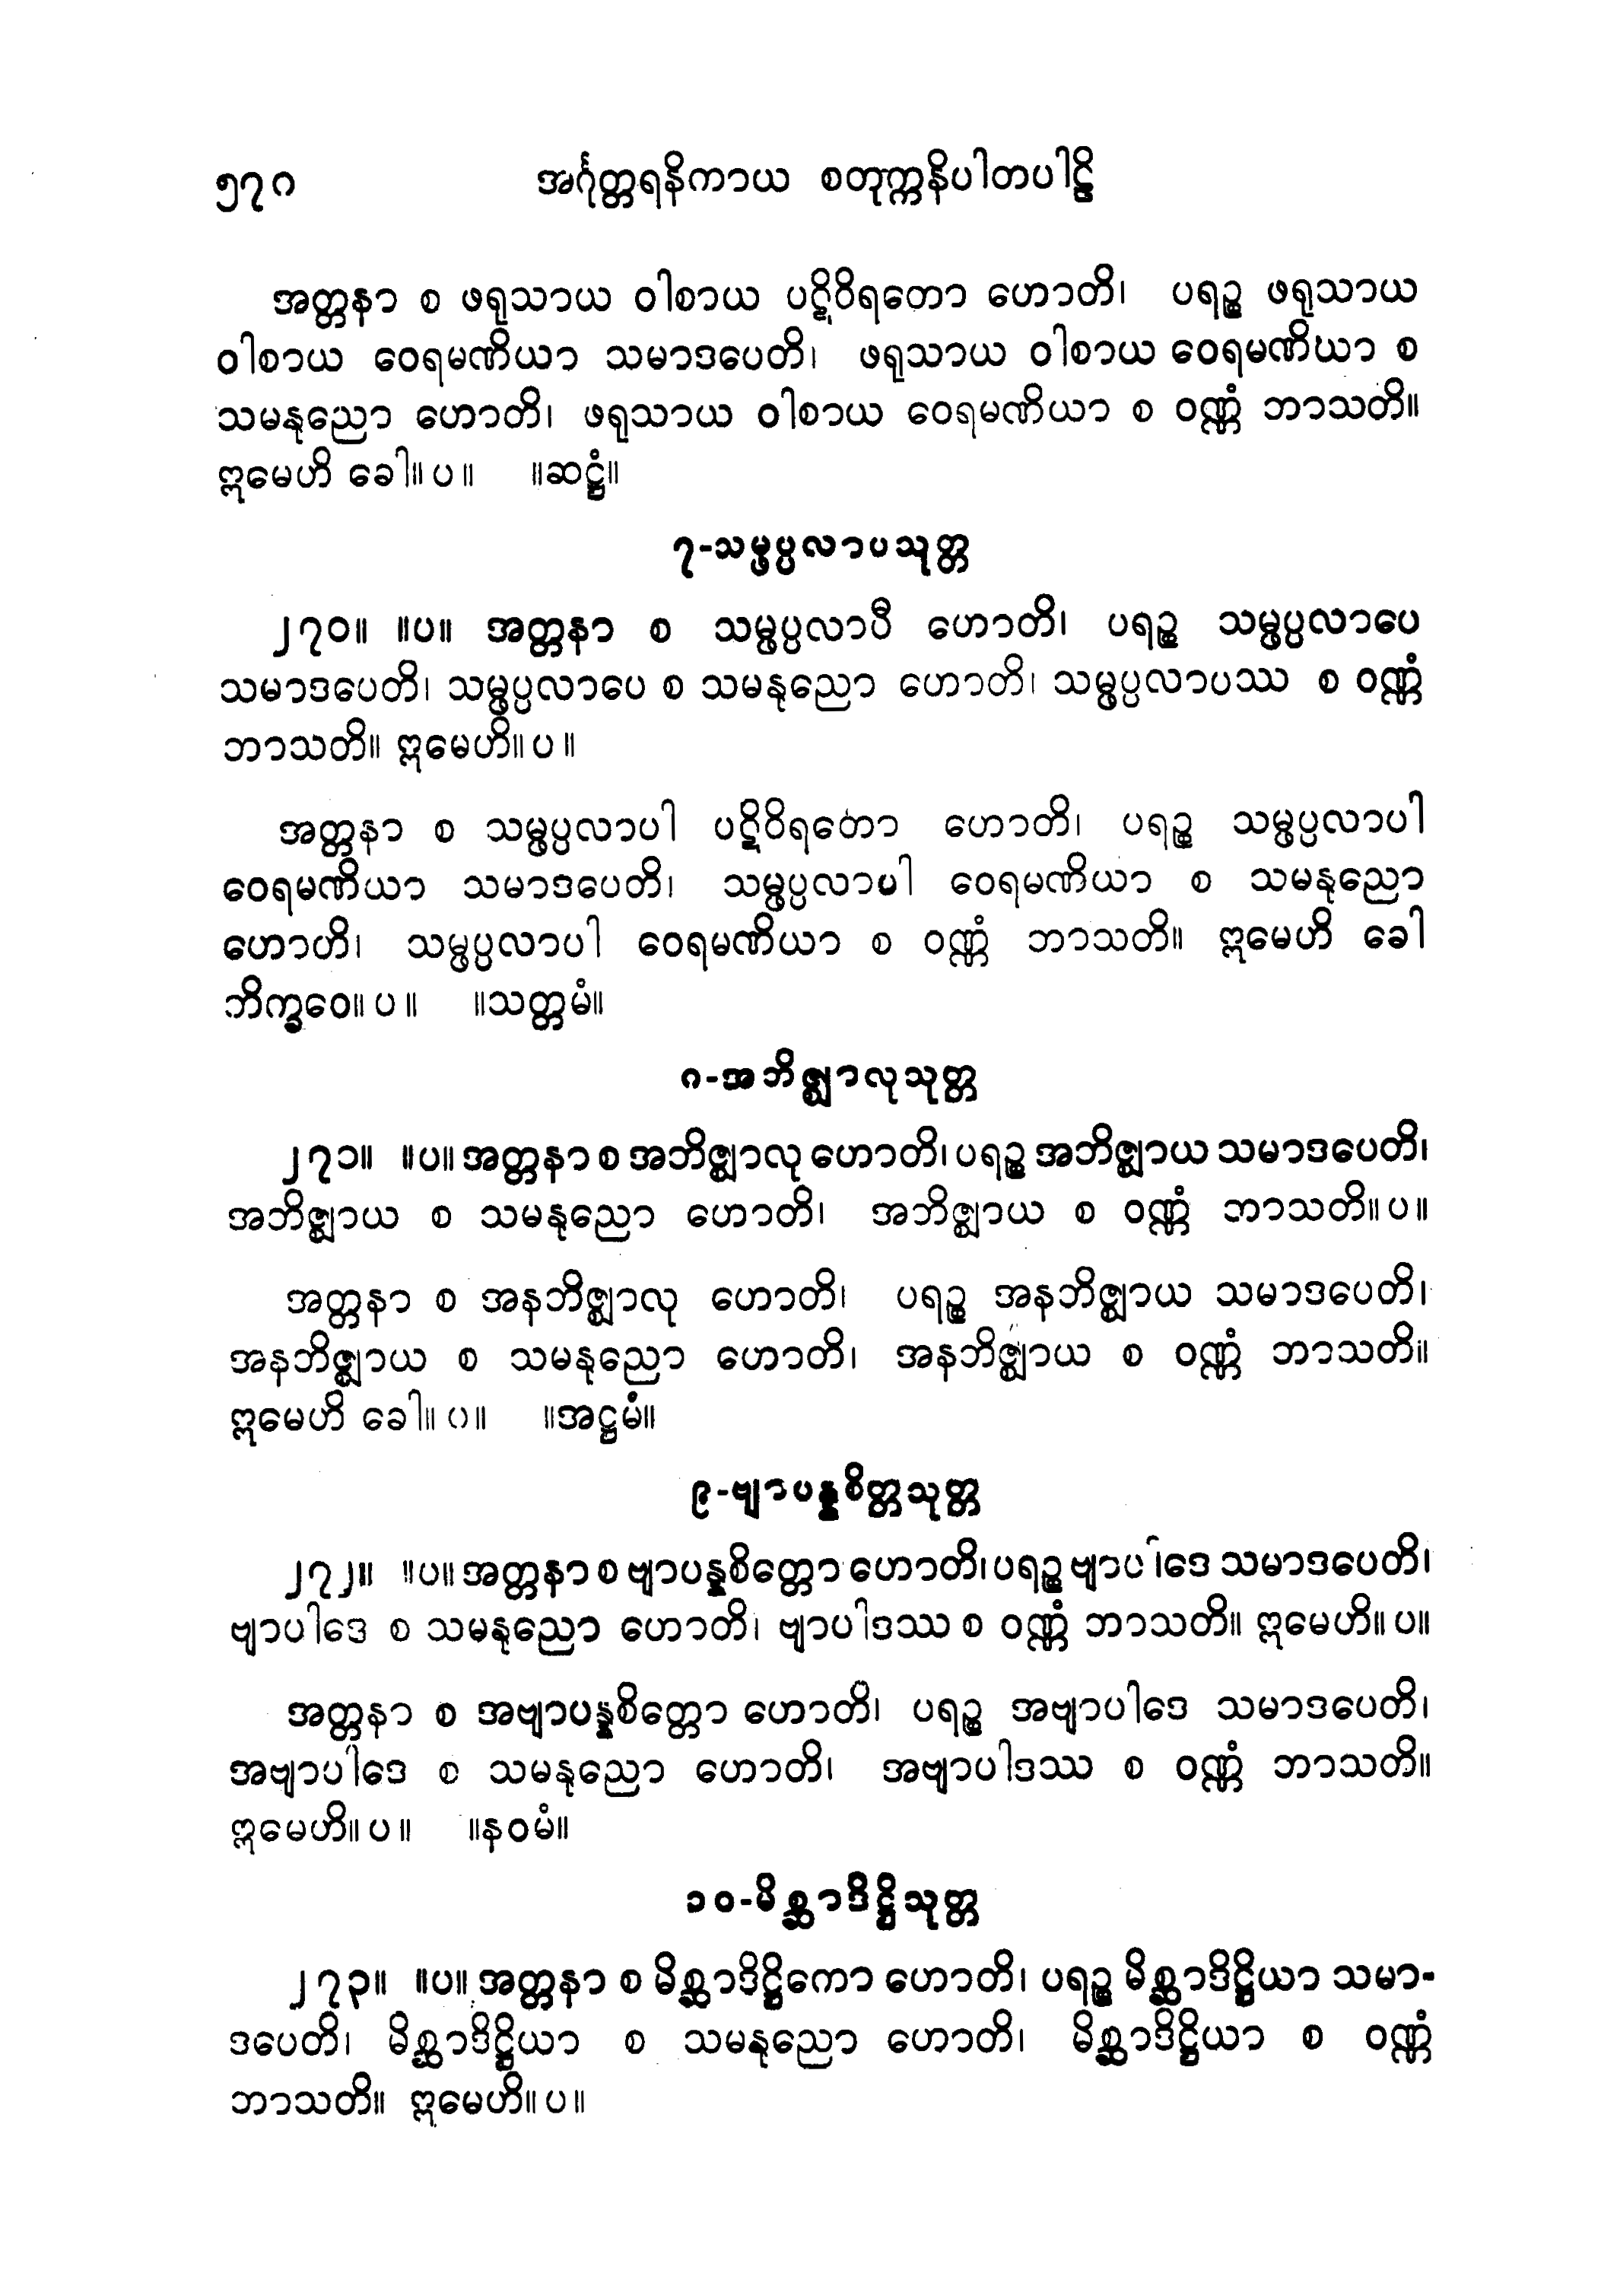 ၅၇၈ အင်္ဂုတ္တရနိကာယ စတုက္ကနိပါတပါဠိ
အတ္တနာ စ ဖရုသာယ ဝါစာယ ပဋိဝိရတော ဟောတိ၊ ပရဉ္စ ဖရုသာယ
ဝါစာယ ဝေရမဏိယာ သမာဒပေတိ၊ ဖရုသာယ ဝါစာယ ဝေရမဏိယာ စ
သမနုညော ဟောတိ၊ ဖရုသာယ ဝါစာယ ဝေရမဏိယာ စ ဝဏ္ဏံ ဘာသတိ။
ဣမေဟိ ခေါ။ပ။ ။ဆဋ္ဌံ။
၇-သမ္ဖပ္ပလာပသုတ္တ
၂၇၀။ ။ပ။ အတ္တနာ စ သမ္ဖပ္ပလာပီ ဟောတိ၊ ပရဉ္စ သမ္ဖပ္ပလာပေ
သမာဒပေတိ၊ သမ္ဖပ္ပလာပေ စ သမနုညော ဟောတိ၊ သမ္ဖပ္ပလာပဿ စ ဝဏ္ဏံ
ဘာသတိ။ ဣမေဟိ။ပ။
အတ္တနာ စ သမ္ဖပ္ပလာပါ ပဋိဝိရတော ဟောတိ၊ ပရဉ္စ သမ္ဖပ္ပလာပါ
ဝေရမဏိယာ သမာဒပေတိ၊ သမ္ဖပ္ပလာပါ ဝေရမဏိယာ စ သမနုညော
ဟောဟိ၊ သမ္ဖပ္ပလာပါ ဝေရမဏိယာ စ ဝဏ္ဏံ ဘာသတိ။ ဣမေဟိ ခေါ
ဘိက္ခဝေ။ပ။ ။သတ္တမံ။
၈-အဘိဇ္ဈာလုသုတ္တ
၂၇၁။ ။ပ။ အတ္တနာ စ အဘိဇ္ဈာလု ဟောတိ၊ ပရဉ္စ အဘိဇ္ဈာယ သမာဒပေတိ၊
အဘိဇ္ဈာယ စ သမနုညော ဟောတိ၊ အဘိဇ္ဈာယ စ ဝဏ္ဏံ ဘာသတိ။ပ။
အတ္တနာ စ အနဘိဇ္ဈာလု ဟောတိ၊ ပရဉ္စ အနဘိဇ္ဈာယ သမာဒပေတိ၊
အနဘိဇ္ဈာယ စ သမနုညော ဟောတိ၊ အနဘိဇ္ဈာယ စ ဝဏ္ဏံ ဘာသတိ။
ဣမေဟိ ခေါ။ပ။ ။အဋ္ဌမံ။
၉-ဗျာပန္နစိတ္တသုတ္တ
၂၇၂။ ။ပ။ အတ္တနာ စ ဗျာပန္နစိတ္တော ဟောတိ၊ ပရဉ္စ ဗျာပါဒေ သမာဒပေတိ၊
ဗျာပါဒေ စ သမနုညော ဟောတိ၊ ဗျာပါဒဿ စ ဝဏ္ဏံ ဘာသတိ။ ဣမေဟိ။ပ။
အတ္တနာ စ အဗျာပန္နစိတ္တော ဟောတိ၊ ပရဉ္စ အဗျာပါဒေ သမာဒပေတိ၊
အဗျာပါဒေ စ သမနုညော ဟောတိ၊ အဗျာပါဒဿ စ ဝဏ္ဏံ ဘာသတိ။
ဣမေဟိ။ပ။ ။နဝမံ။
၁၀-မိစ္ဆာဒိဋ္ဌိသုတ္တ
၂၇၃။ ။ပ။ အတ္တနာ စ မိစ္ဆာဒိဋ္ဌိကော ဟောတိ၊ ပရဉ္စ မိစ္ဆာဒိဋ္ဌိယာ သမာ-
ဒပေတိ၊ မိစ္ဆာဒိဋ္ဌိယာ စ သမနုညော ဟောတိ၊ မိစ္ဆာဒိဋ္ဌိယာ စ ဝဏ္ဏံ
ဘာသတိ။ ဣမေဟိ။ပ။